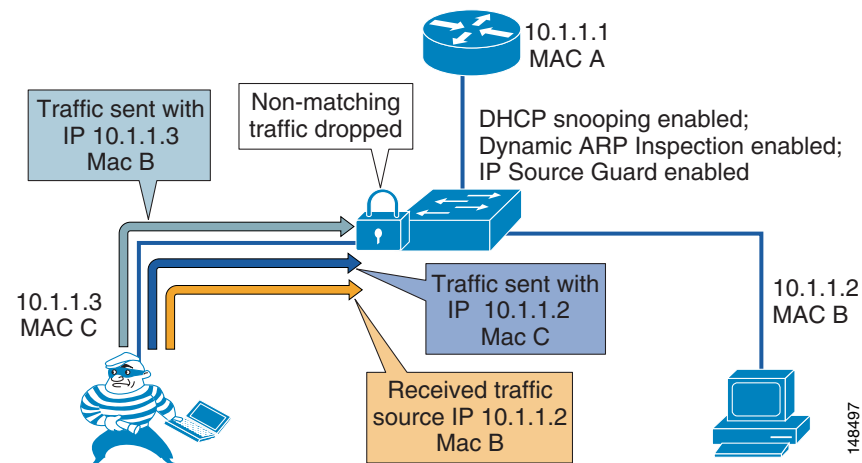 10.1.1.1
MAC A
Traffic sent with
IP 10.1.1.3
Mac B
Non-matching
traffic dropped
DHCP snooping enabled;
Dynamic ARP Inspection enabled;
IP Source Guard enabled
10.1.1.3
MAC C
Traffic sent with
IP 10.1.1.2
Mac C
10.1.1.2
MAC B
Received traffic
source IP 10.1.1.2
Mac B
148497